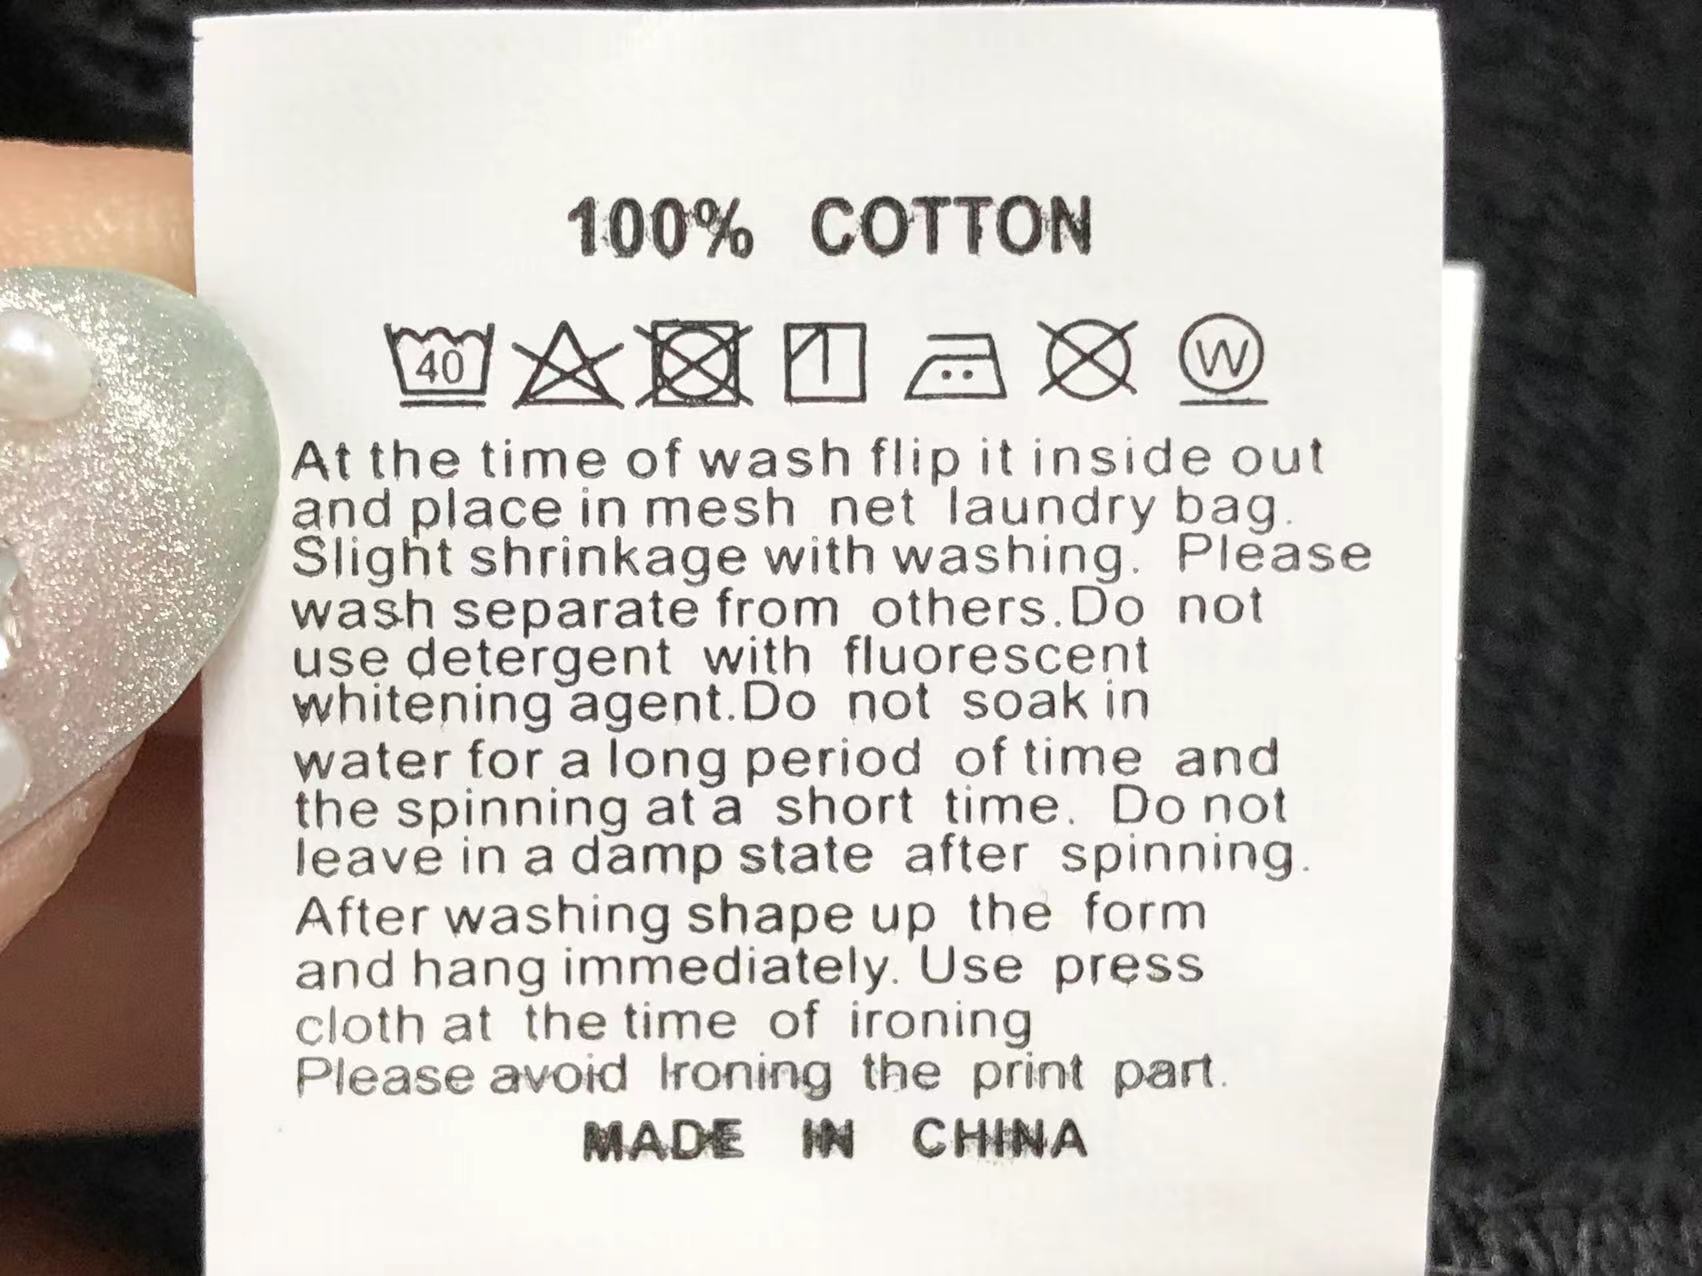 100% COTTON
40 W
At the time of wash flip it inside out
and place in mesh net laundry bag.
Slight shrinkage with washing. Please
wash separate from others.Do not
use detergent with fluorescent
whitening agent.Do not soak in
water for a long period of time and
the spinning at a short time. Do not
leave in a damp state after spinning.
After washing shape up the form
and hang immediately. Use press
cloth at the time of ironing
Please avoid Ironing the print part.
MADE IN CHINA